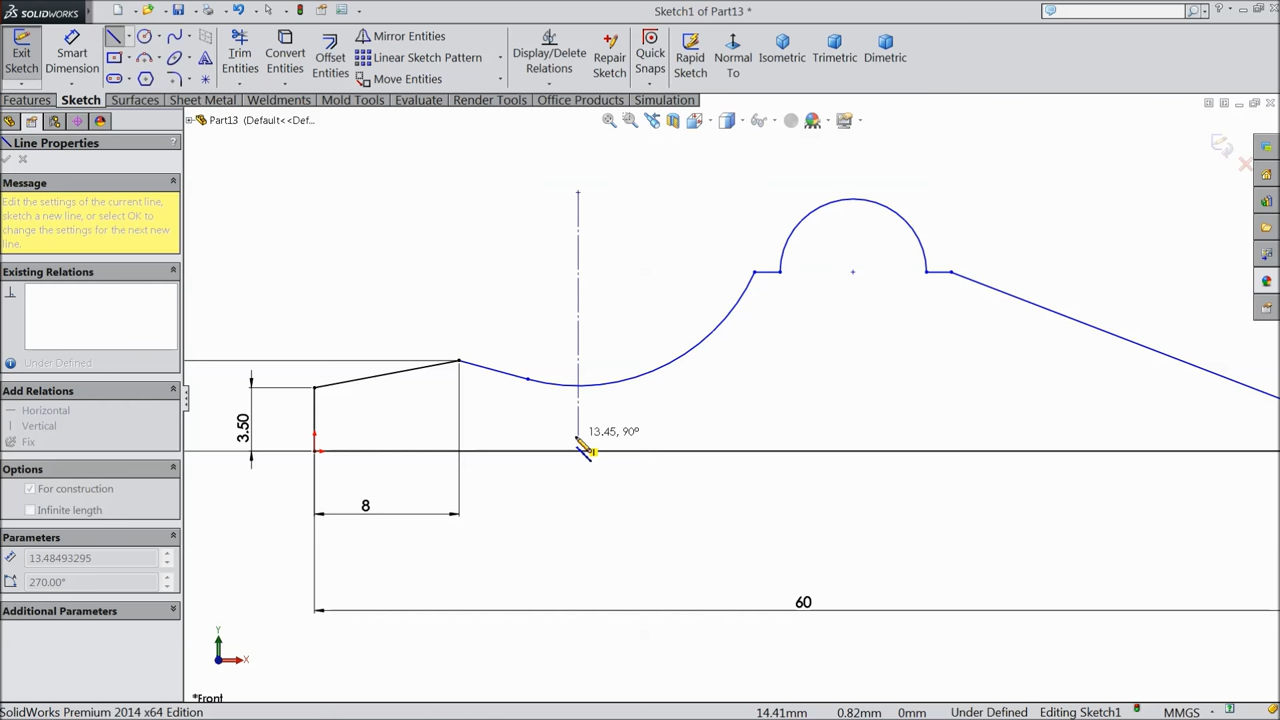 SOLIDWORKS
Sketch1 of Part13 *
Exit Sketch
Smart Dimension
Trim Entities
Convert Entities
Offset Entities
Mirror Entities
Linear Sketch Pattern
Move Entities
Display/Delete Relations
Repair Sketch
Quick Snaps
Rapid Sketch
Normal To
Isometric
Trimetric
Dimetric
Features
Sketch
Surfaces
Sheet Metal
Weldments
Mold Tools
Evaluate
Render Tools
Office Products
Simulation
Part13 (Default<<Def...
Line Properties
Message
Edit the settings of the current line,
sketch a new line, or select OK to
change the settings for the next new
line.
Existing Relations
Under Defined
Add Relations
Horizontal
Vertical
Fix
Options
For construction
Infinite length
Parameters
13.48493295
270.00°
Additional Parameters
13.45, 90°
3.50
8
60
Y
X
*Front
SolidWorks Premium 2014 x64 Edition
14.41mm
0.82mm
0mm
Under Defined
Editing Sketch1
MMGS